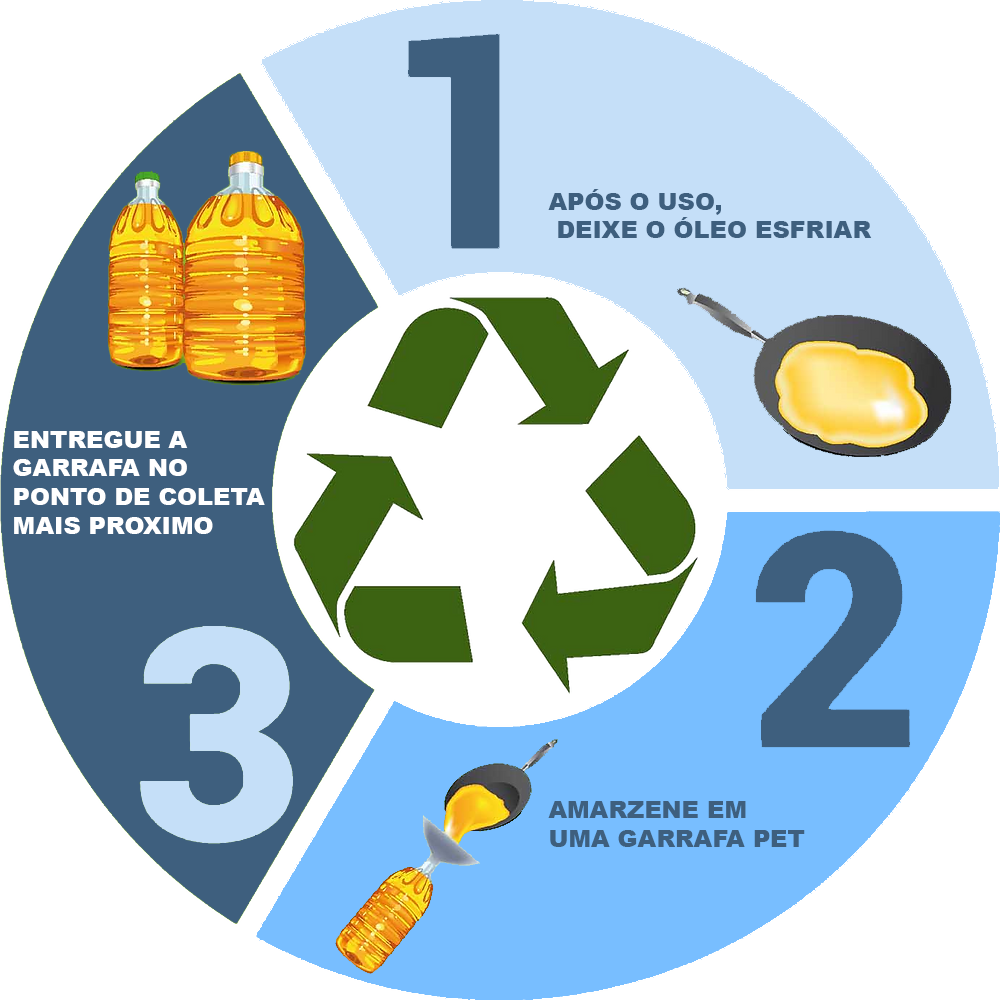 1
APÓS O USO,
DEIXE O ÓLEO ESFRIAR
2
AMARZENE EM
UMA GARRAFA PET
ENTREGUE A
GARRAFA NO
PONTO DE COLETA
MAIS PROXIMO
3